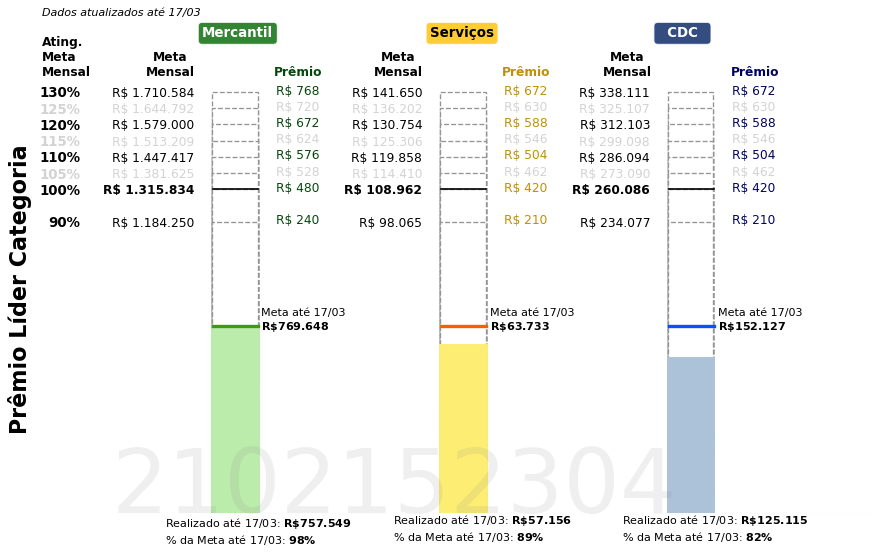 Dados atualizados até 17/03
Mercantil Serviços CDC
Ating. Meta Mensal Meta Mensal Prêmio Meta Mensal Prêmio Meta Mensal Prêmio
130% R$ 1.710.584 R$ 768 R$ 141.650 R$ 672 R$ 338.111 R$ 672
125% R$ 1.644.792 R$ 720 R$ 136.202 R$ 630 R$ 325.107 R$ 630
120% R$ 1.579.000 R$ 672 R$ 130.754 R$ 588 R$ 312.103 R$ 588
115% R$ 1.513.209 R$ 624 R$ 125.306 R$ 546 R$ 299.098 R$ 546
110% R$ 1.447.417 R$ 576 R$ 119.858 R$ 504 R$ 286.094 R$ 504
105% R$ 1.381.625 R$ 528 R$ 114.410 R$ 462 R$ 273.090 R$ 462
100% R$ 1.315.834 R$ 480 R$ 108.962 R$ 420 R$ 260.086 R$ 420
90% R$ 1.184.250 R$ 240 R$ 98.065 R$ 210 R$ 234.077 R$ 210
Prêmio Líder Categoria
Meta até 17/03 Meta até 17/03 Meta até 17/03
R$769.648 R$63.733 R$152.127
2102152304
Realizado até 17/03: R$757.549 Realizado até 17/03: R$57.156 Realizado até 17/03: R$125.115
% da Meta até 17/03: 98% % da Meta até 17/03: 89% % da Meta até 17/03: 82%